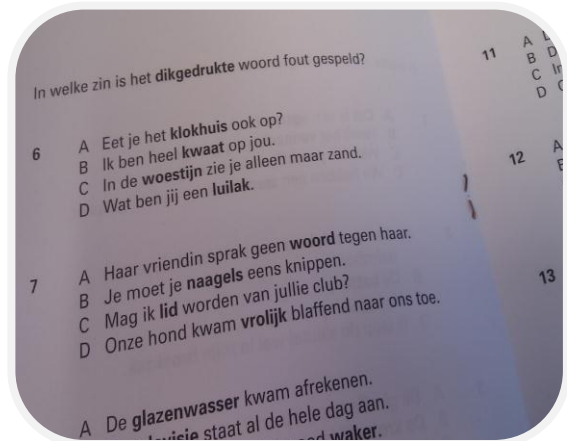 In welke zin is het dikgedrukte woord fout gespeld?
6
A Eet je het klokhuis ook op?
B Ik ben heel kwaat op jou.
C In de woestijn zie je alleen maar zand.
D Wat ben jij een luilak.
7
A Haar vriendin sprak geen woord tegen haar.
B Je moet je naagels eens knippen.
C Mag ik lid worden van jullie club?
D Onze hond kwam vrolijk blaffend naar ons toe.
A De glazenwasser kwam afrekenen.
staat al de hele dag aan.
waker.
11
A
B D
C
D
12
A
13